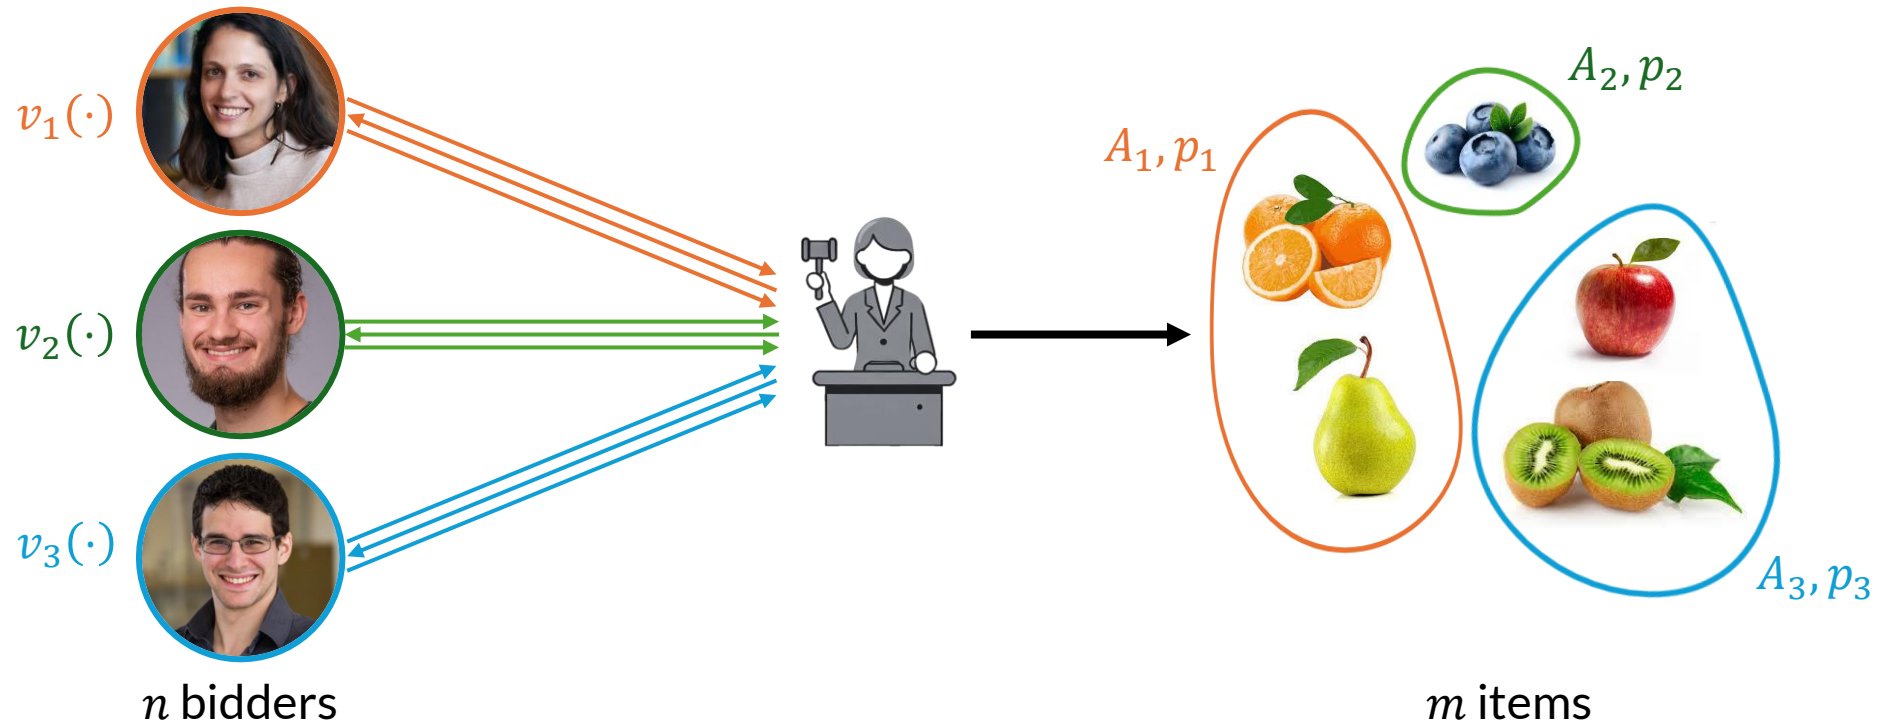 v₁(·)
v₂(·)
v₃(·)
n bidders
A₁, p₁
A₂, p₂
A₃, p₃
m items